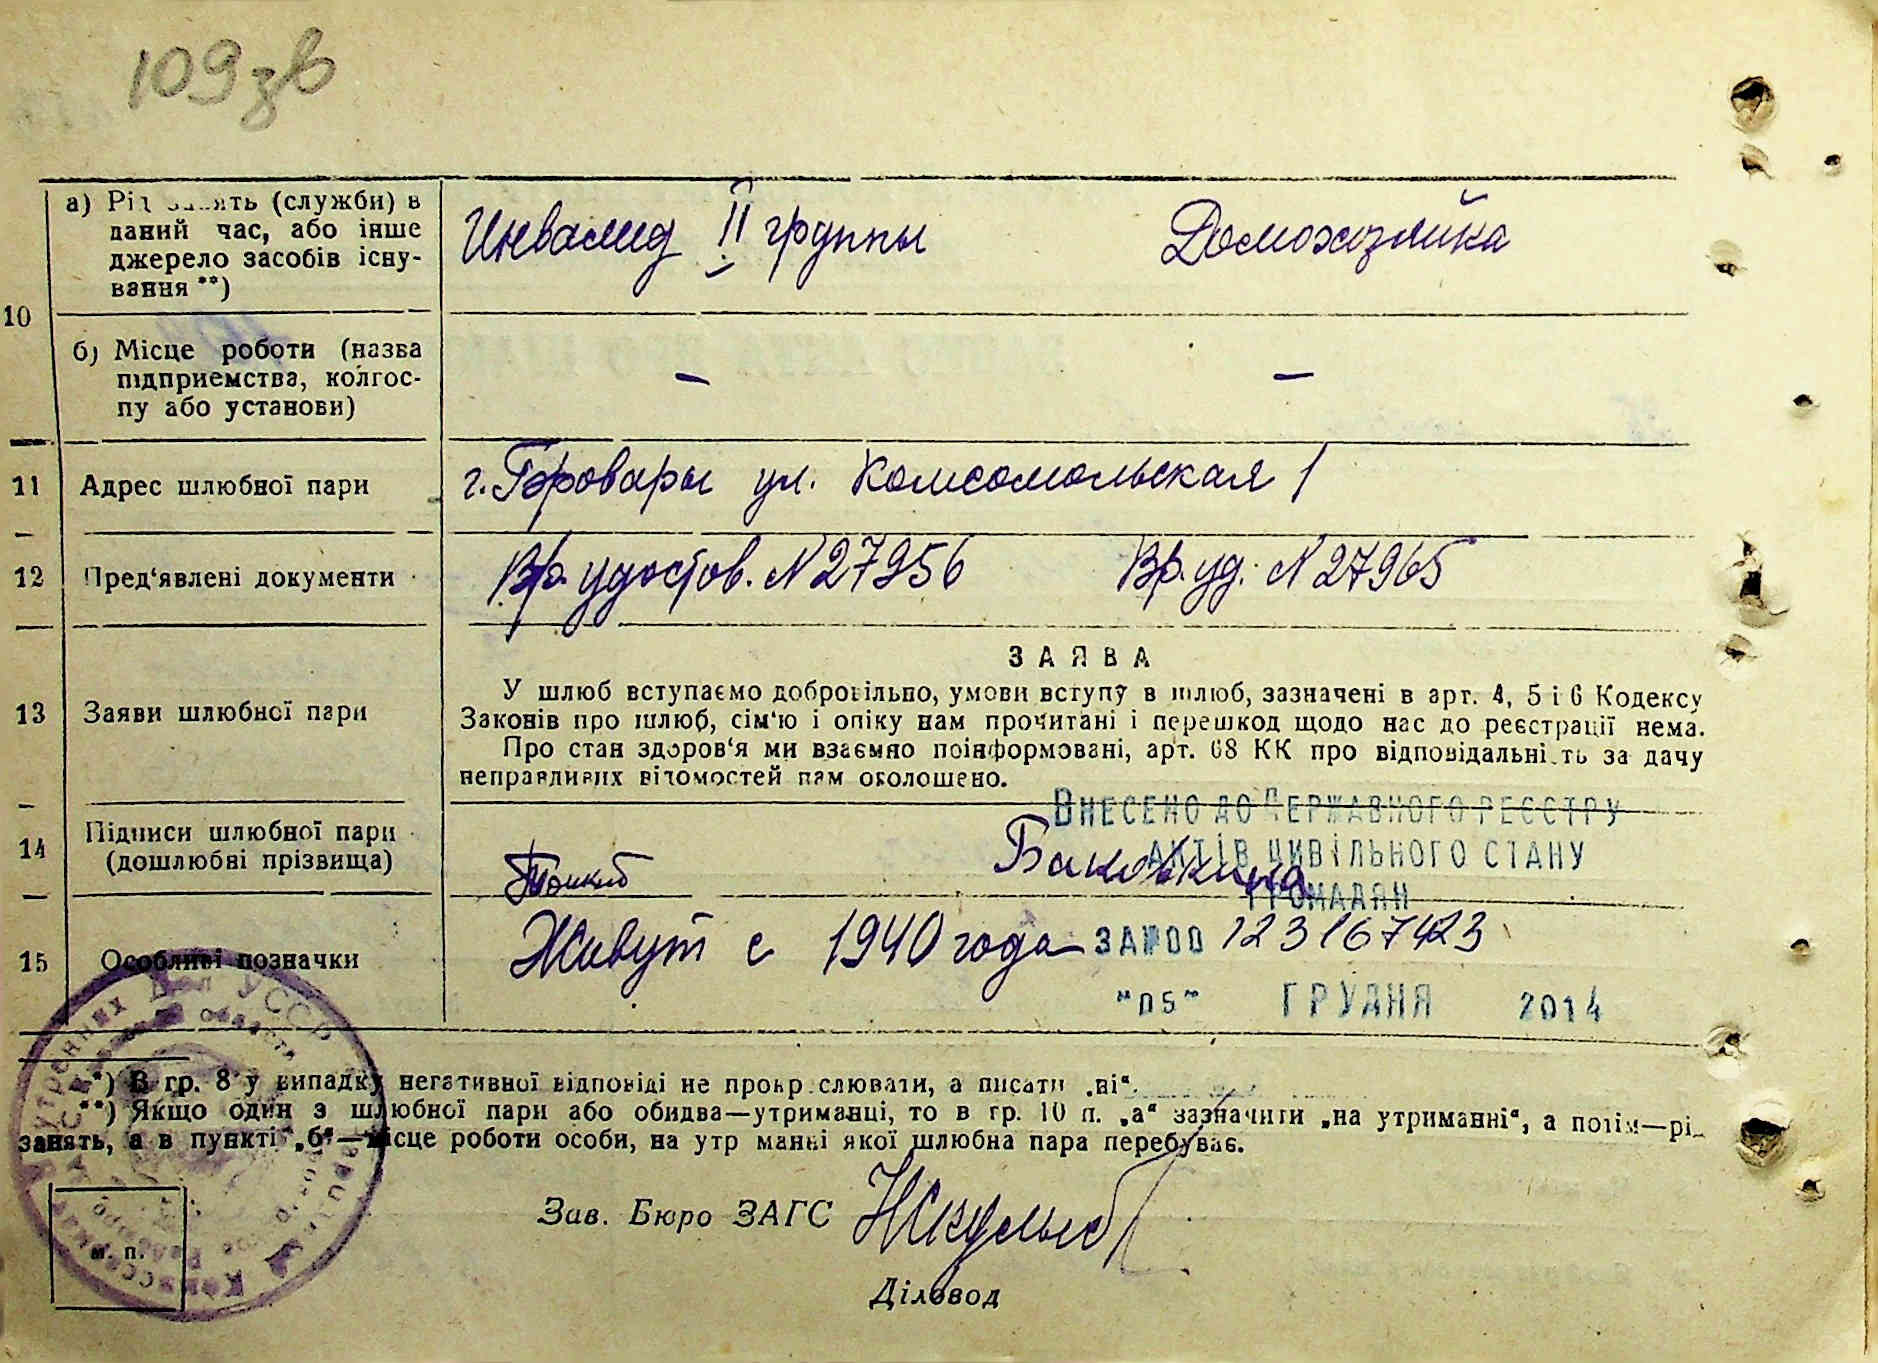 109зв
а) Рід занять (служби) в
даний час, або інше
джерело засобів існу-
вання **)
Инвалид II группы
Домохозяйка
10
б) Місце роботи (назва
підприємства, колгос-
пу або установи)
–
–
11
Адрес шлюбної пари
г. Бровары ул. Комсомольская 1
12
Пред'явлені документи
Вр. удостов. N 27956
Вр. уд. N 27965
ЗАЯВА
13
Заяви шлюбної пари
У шлюб вступаємо добровільно, умови вступу в шлюб, зазначені в арт. 4, 5 і 6 Кодексу
Законів про шлюб, сім'ю і опіку нам прочитані і перешкод щодо нас до реєстрації нема.
Про стан здоров'я ми взаємно поінформовані, арт. 68 КК про відповідальність за дачу
неправдивих відомостей нам оголошено.
Внесено до Державного реєстру
актів цивільного стану
громадян
14
Підписи шлюбної пари
(дошлюбні прізвища)
15
Особливі позначки
Живут с 1940 года
ЗА №00 123167423
"05" ГРУДНЯ 2014
*) В гр. 8 у випадку негативної відповіді не прокреслювати, а писати „ні“.
**) Якщо один з шлюбної пари або обидва—утриманці, то в гр. 10 п. „а“ зазначити „на утриманні“, а потім—рід
занять, а в пункті „б“—місце роботи особи, на утриманні якої шлюбна пара перебуває.
Зав. Бюро ЗАГС
м. п.
Діловод